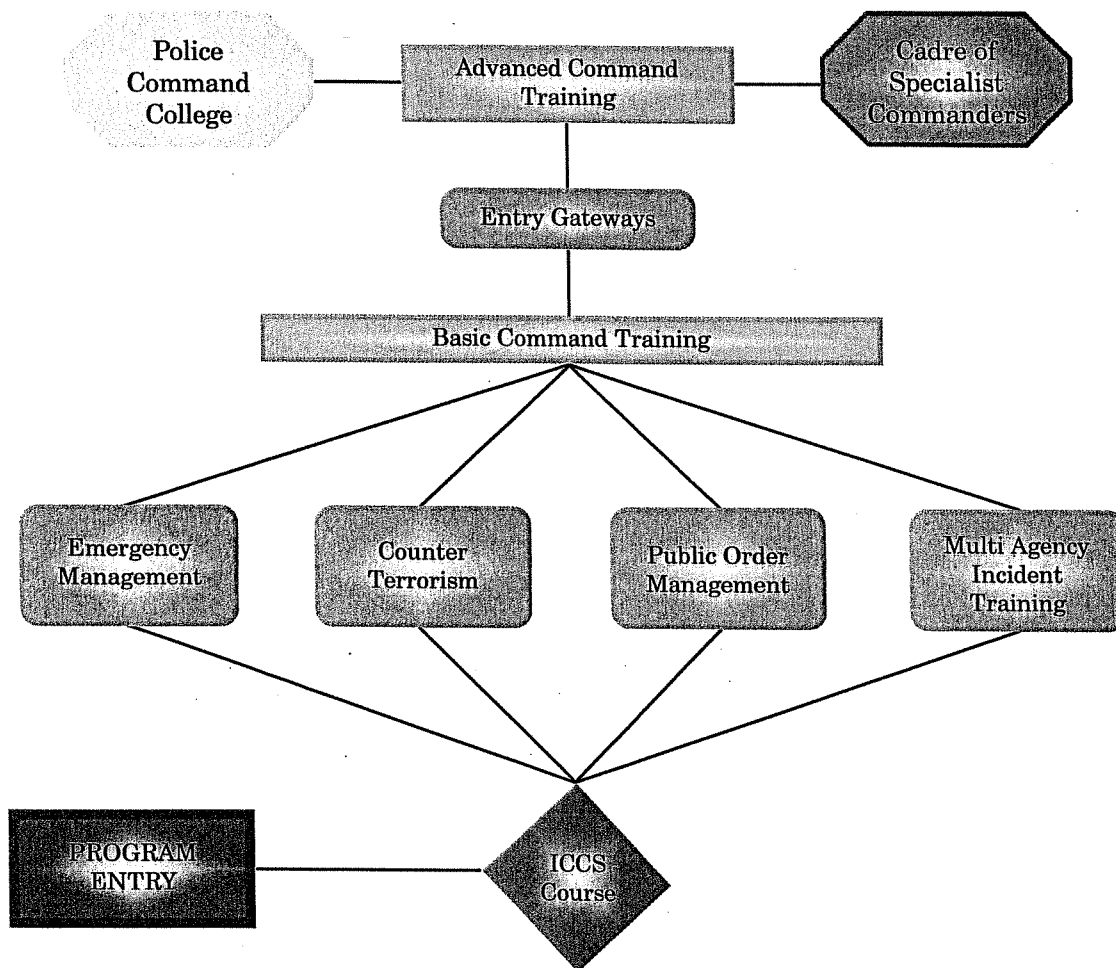 Police
Command
College
Advanced Command
Training
Cadre of
Specialist
Commanders
Entry Gateways
Basic Command Training
Emergency
Management
Counter
Terrorism
Public Order
Management
Multi Agency
Incident
Training
PROGRAM
ENTRY
ICCS
Course